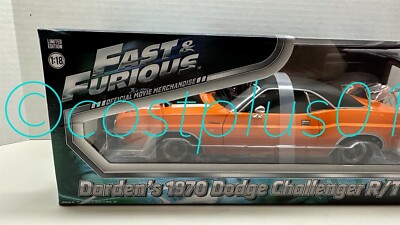 LIMITED
EDITION
1:18
FAST &
FURIOUS
OFFICIAL MOVIE MERCHANDISE
©costplus01
Darden's 1970 Dodge Challenger R/T